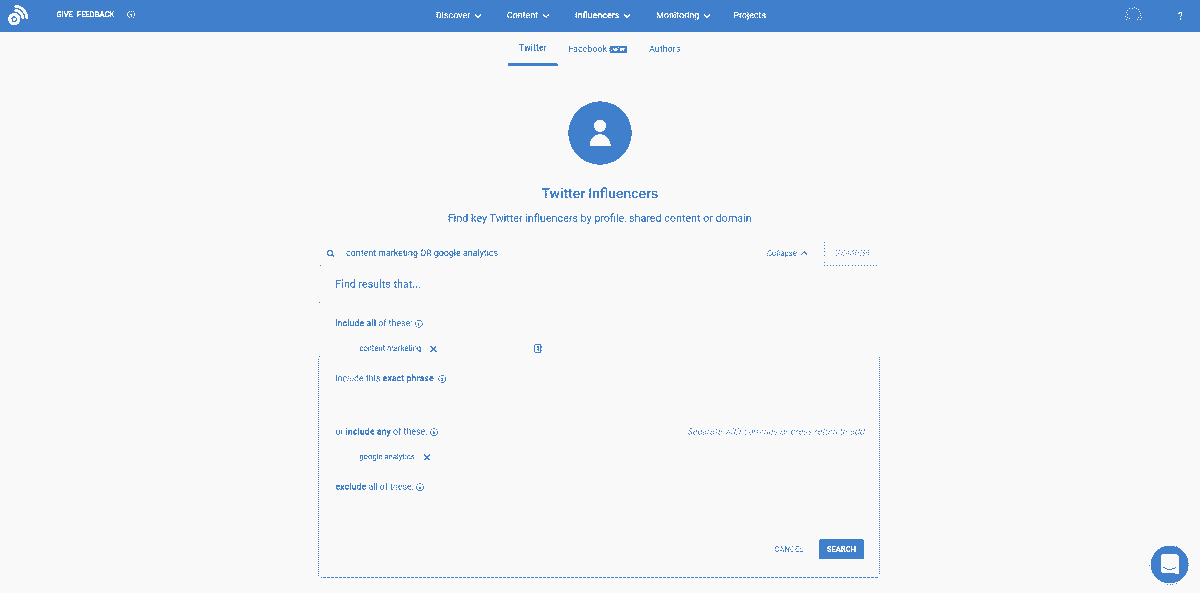 GIVE FEEDBACK
Discover Content Influencers Monitoring Projects ?
Twitter Facebook Authors
Twitter Influencers
Find key Twitter influencers by profile, shared content or domain
content marketing OR google analytics Collapse
Find results that...
include all of these:
content marketing
include this exact phrase
or include any of these: Separate with commas or press return to add
google analytics
exclude all of these:
CANCEL SEARCH